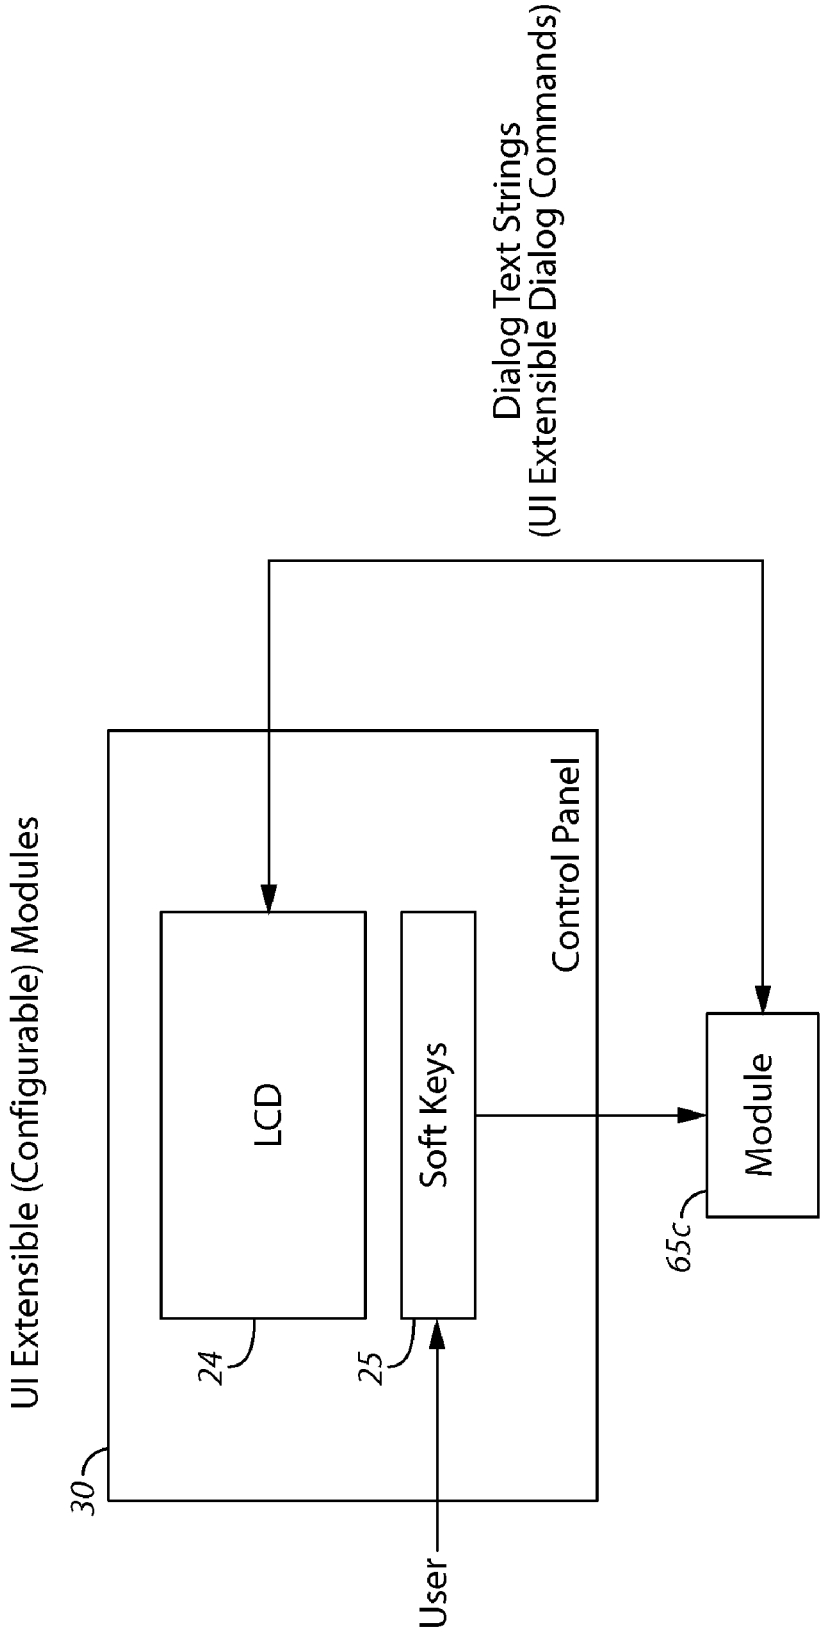 UI Extensible (Configurable) Modules
30
24
LCD
25
Soft Keys
Control Panel
User
Dialog Text Strings
(UI Extensible Dialog Commands)
65c
Module